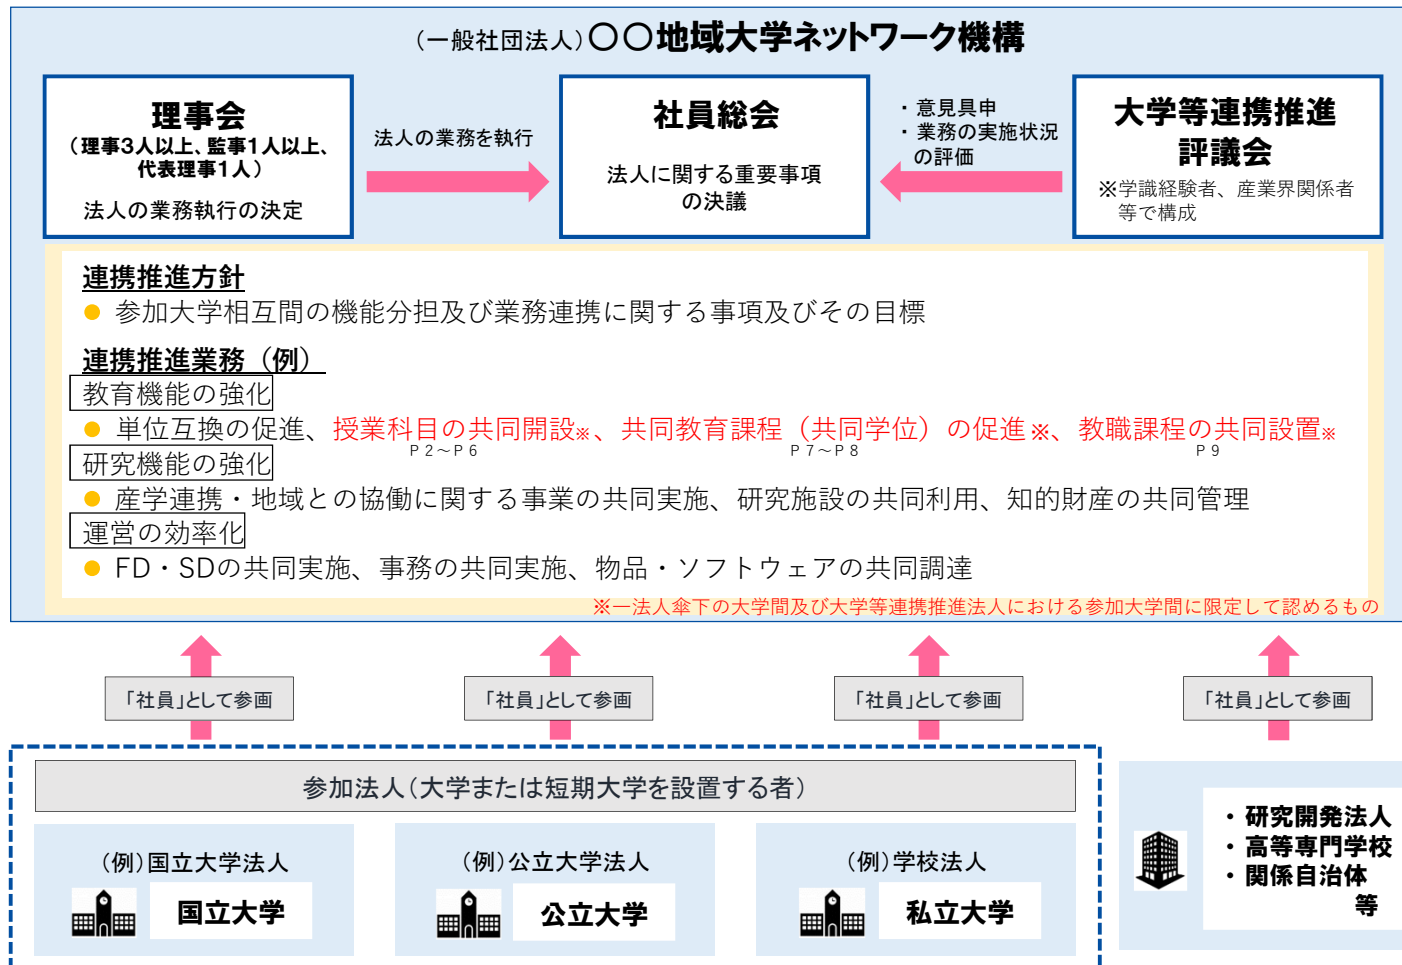 (一般社団法人)〇〇地域大学ネットワーク機構
理事会
(理事3人以上、監事1人以上、
代表理事1人)
法人の業務執行の決定
法人の業務を執行
社員総会
法人に関する重要事項
の決議
・意見具申
・業務の実施状況
の評価
大学等連携推進
評議会
※学識経験者、産業界関係者
等で構成
連携推進方針
● 参加大学相互間の機能分担及び業務連携に関する事項及びその目標
連携推進業務（例）
教育機能の強化
● 単位互換の促進、授業科目の共同開設※、共同教育課程（共同学位）の促進※、教職課程の共同設置※
P2～P6 P7～P8 P9
研究機能の強化
● 産学連携・地域との協働に関する事業の共同実施、研究施設の共同利用、知的財産の共同管理
運営の効率化
● FD・SDの共同実施、事務の共同実施、物品・ソフトウェアの共同調達
※一法人傘下の大学間及び大学等連携推進法人における参加大学間に限定して認めるもの
「社員」として参画
「社員」として参画
「社員」として参画
「社員」として参画
参加法人(大学または短期大学を設置する者)
(例)国立大学法人
国立大学
(例)公立大学法人
公立大学
(例)学校法人
私立大学
・研究開発法人
・高等専門学校
・関係自治体
等